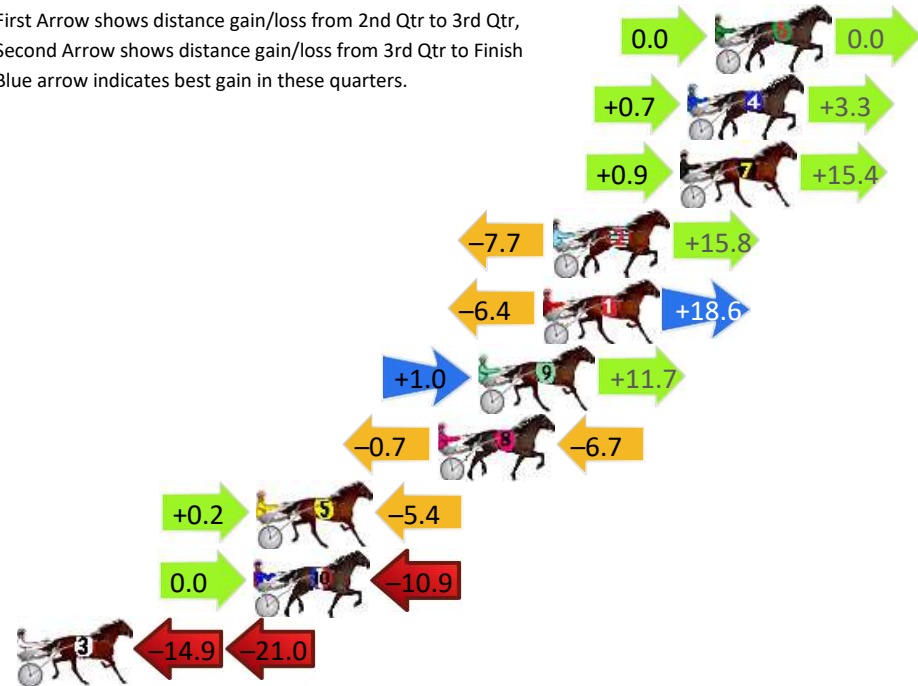 First Arrow shows distance gain/loss from 2nd Qtr to 3rd Qtr,
Second Arrow shows distance gain/loss from 3rd Qtr to Finish
Blue arrow indicates best gain in these quarters.
0.0 6 0.0
+0.7 4 +3.3
+0.9 7 +15.4
–7.7 2 +15.8
–6.4 1 +18.6
+1.0 9 +11.7
–0.7 8 –6.7
+0.2 5 –5.4
0.0 10 –10.9
3 –14.9 –21.0